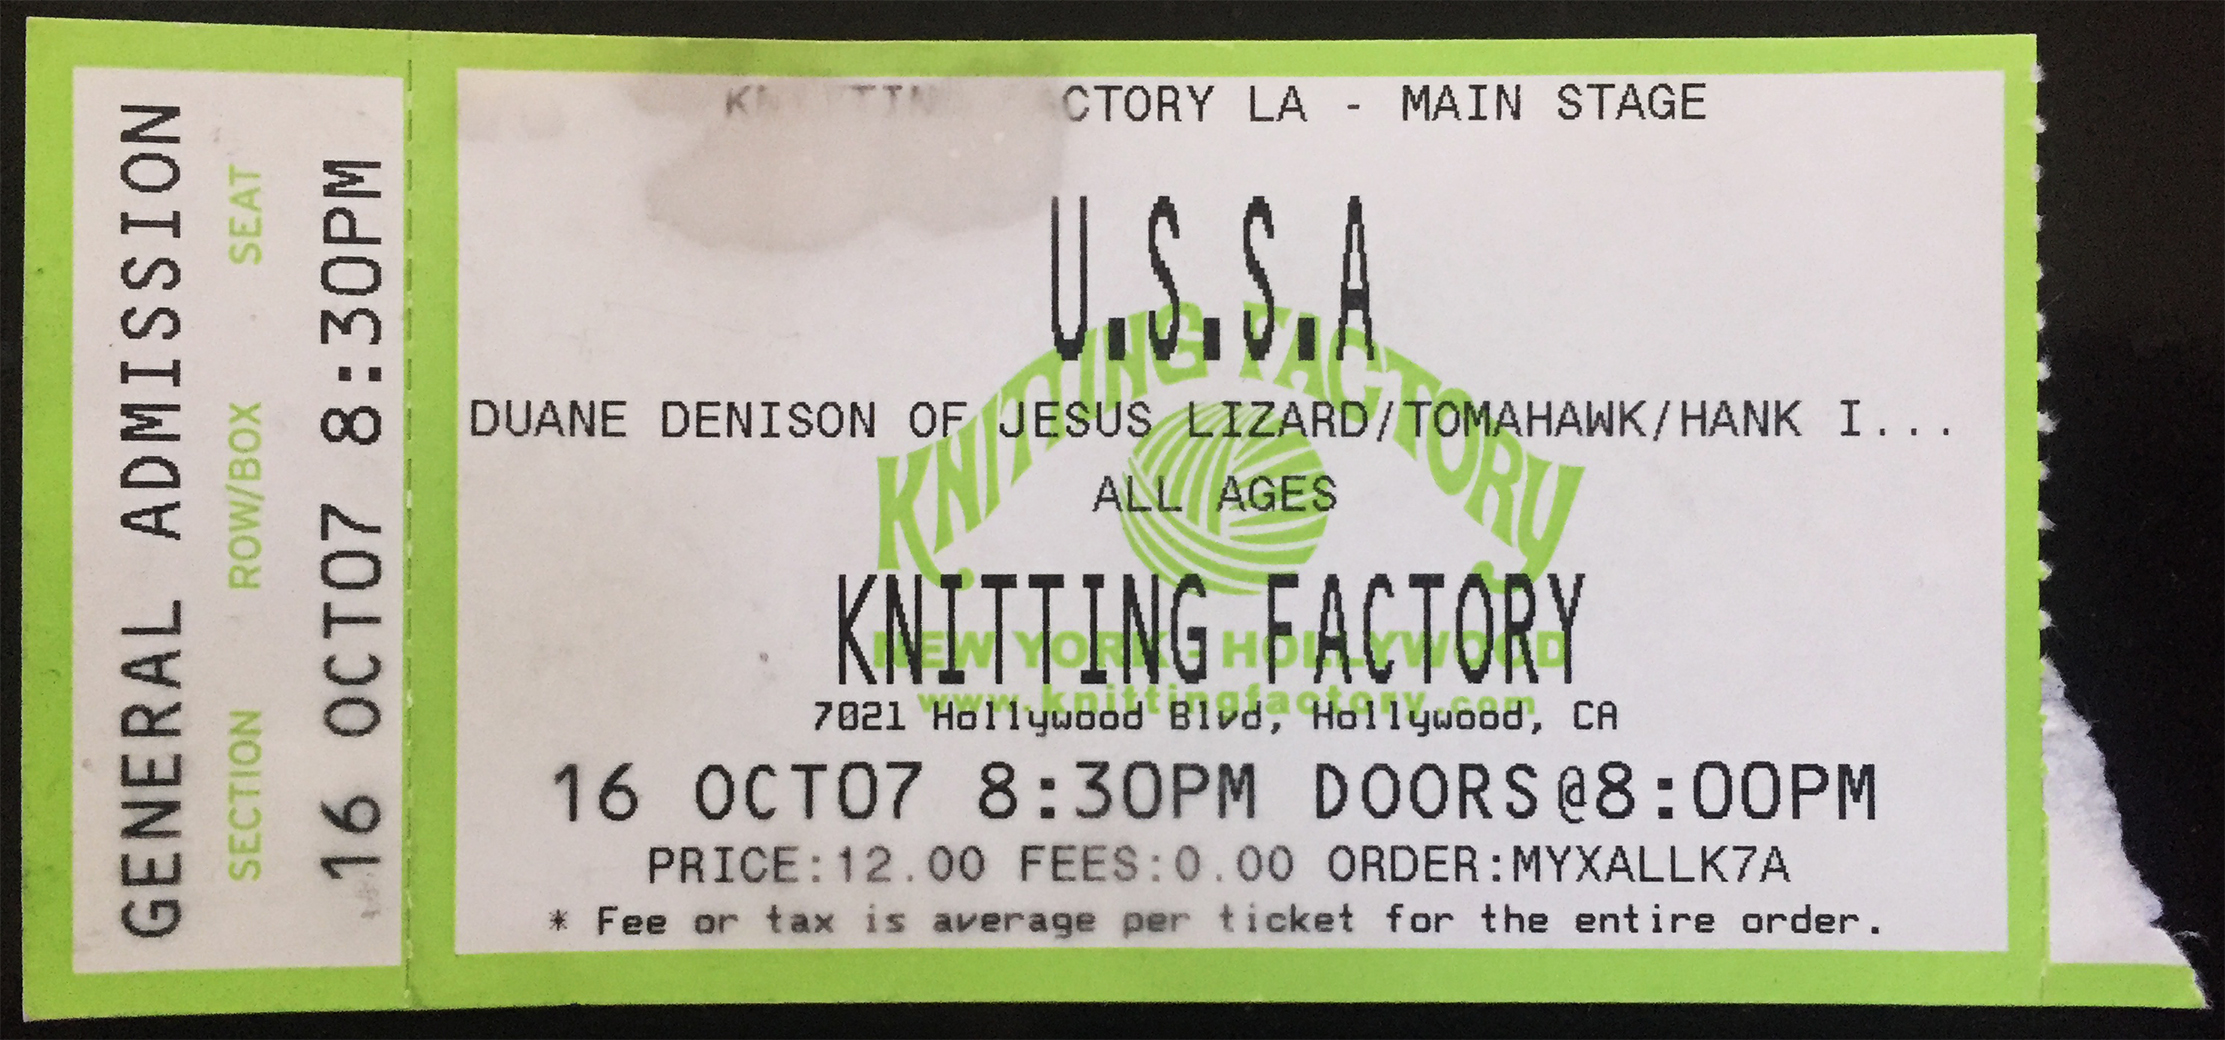 GENERAL ADMISSION
SECTION ROW/BOX SEAT
16 OCT07 8:30PM
KNITTING FACTORY LA - MAIN STAGE
U.S.S.A
DUANE DENISON OF JESUS LIZARD/TOMAHAWK/HANK I...
ALL AGES
KNITTING FACTORY
KNITTING FACTORY
NEW YORK HOLLYWOOD
www.knittingfactory.com
7021 Hollywood Blvd, Hollywood, CA
16 OCT07 8:30PM DOORS@8:00PM
PRICE:12.00 FEES:0.00 ORDER:MYXALLK7A
* Fee or tax is average per ticket for the entire order.